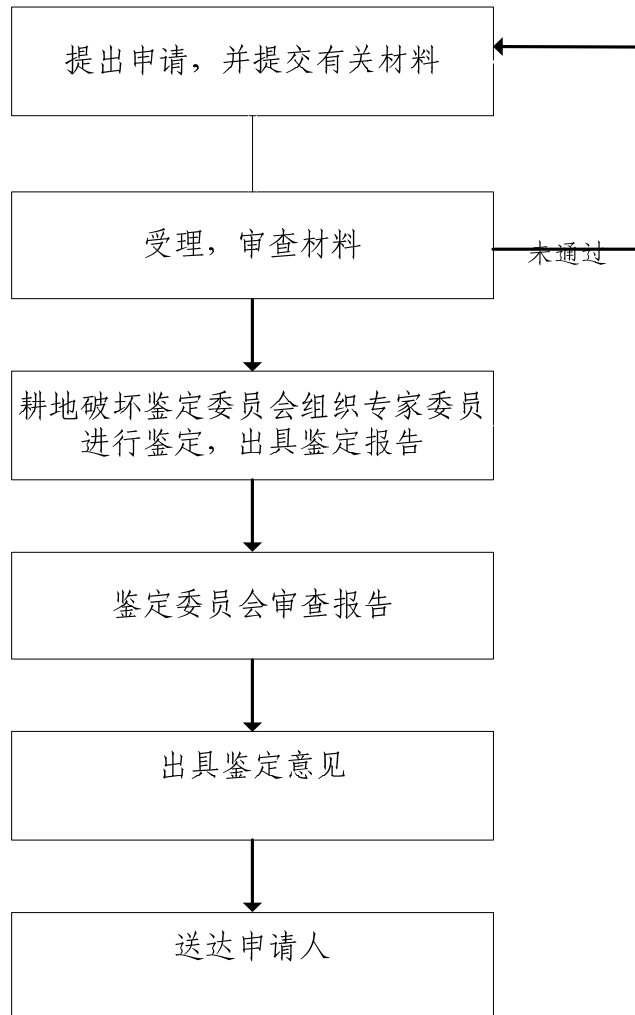 提出申请，并提交有关材料
受理，审查材料
未通过
耕地破坏鉴定委员会组织专家委员
进行鉴定，出具鉴定报告
鉴定委员会审查报告
出具鉴定意见
送达申请人